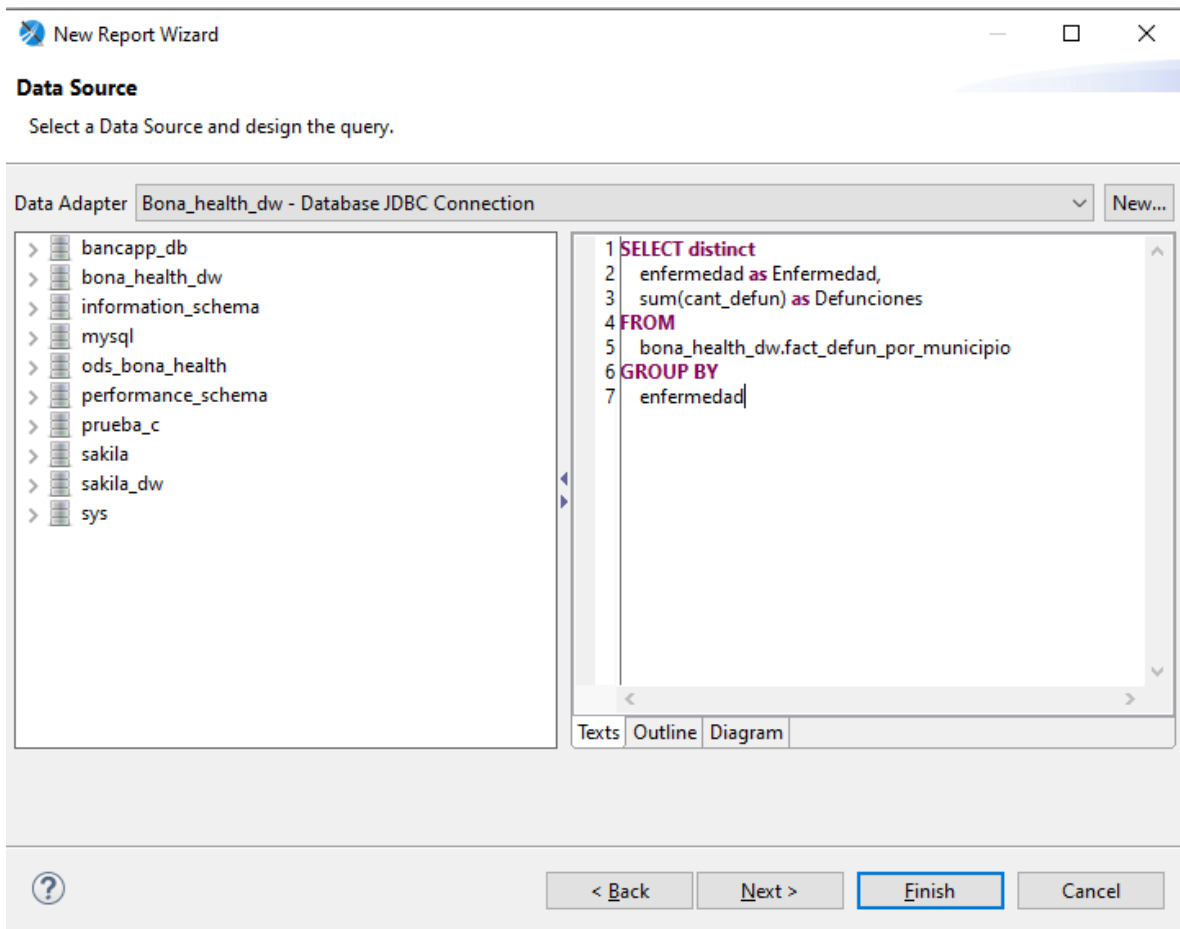 New Report Wizard
Data Source
Select a Data Source and design the query.
Data Adapter Bona_health_dw - Database JDBC Connection New...
bancapp_db
bona_health_dw
information_schema
mysql
ods_bona_health
performance_schema
prueba_c
sakila
sakila_dw
sys
1 SELECT distinct
2 enfermedad as Enfermedad,
3 sum(cant_defun) as Defunciones
4 FROM
5 bona_health_dw.fact_defun_por_municipio
6 GROUP BY
7 enfermedad
Texts Outline Diagram
? < Back Next > Finish Cancel